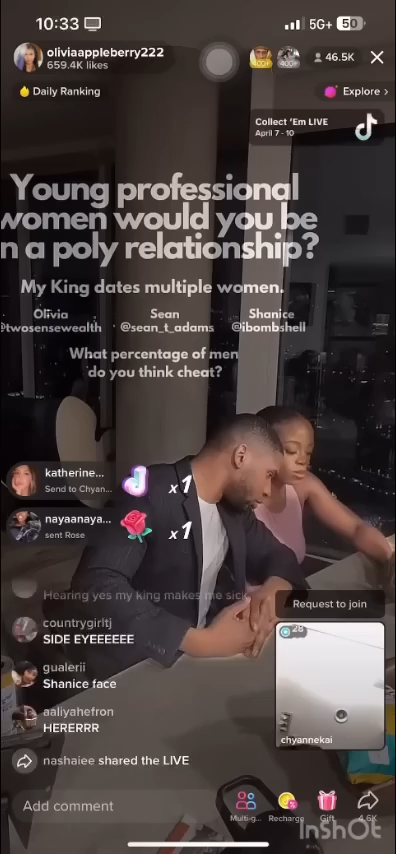 10:33
5G+ 50
oliviaappleberry222
659.4K likes
400+
400+
46.5K
Daily Ranking
Explore >
Collect 'Em LIVE
April 7 - 10
Young professional
women would you be
n a poly relationship?
My King dates multiple women.
Olivia Sean Shanice
@twosensewealth · @sean_t_adams @ibombshell
What percentage of men
do you think cheat?
katherine...
Send to Chyan...
x1
nayaanaya...
sent Rose
x1
Hearing yes my king makes me sick
countrygirltj
SIDE EYEEEEEE
gualerii
Shanice face
aaliyahefron
HERERRR
nashaiee shared the LIVE
Request to join
28
chyannekai
Add comment
Multi-g...
Recharge
Gift
4.6K
InShOt